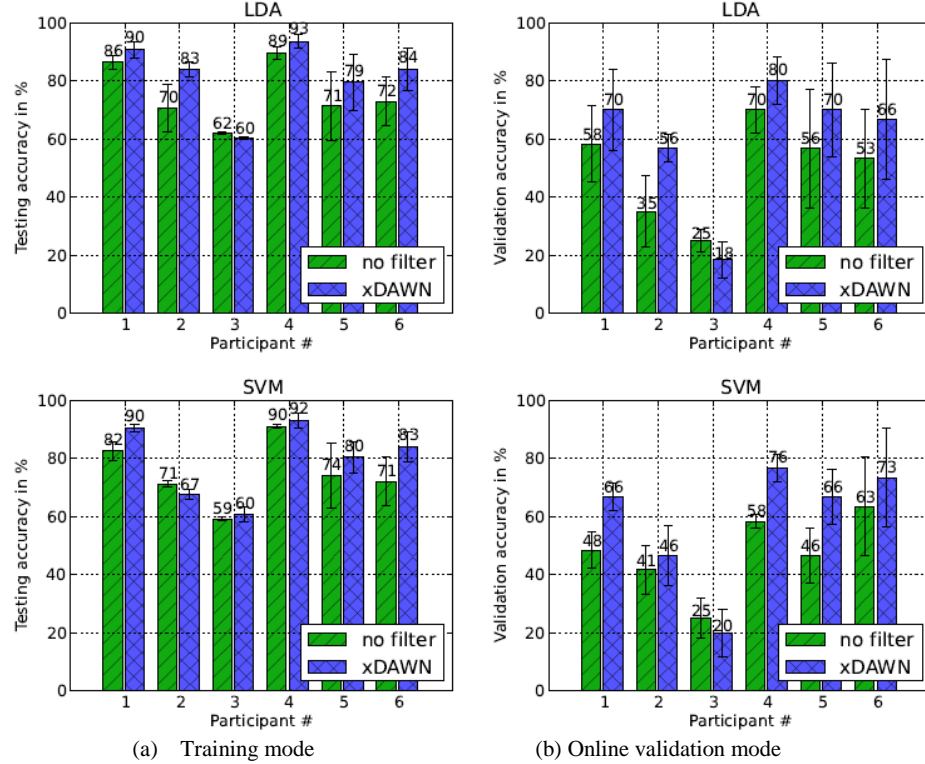 LDA
Testing accuracy in %
100
80
60
40
20
0
86
90
70
83
62
60
89
93
71
79
72
84
no filter
xDAWN
1 2 3 4 5 6
Participant #
LDA
Validation accuracy in %
100
80
60
40
20
0
58
70
35
56
25
18
70
80
56
70
53
66
no filter
xDAWN
1 2 3 4 5 6
Participant #
SVM
Testing accuracy in %
100
80
60
40
20
0
82
90
71
67
59
60
90
92
74
80
71
83
no filter
xDAWN
1 2 3 4 5 6
Participant #
SVM
Validation accuracy in %
100
80
60
40
20
0
48
66
41
46
25
20
58
76
46
66
63
73
no filter
xDAWN
1 2 3 4 5 6
Participant #
(a) Training mode
(b) Online validation mode